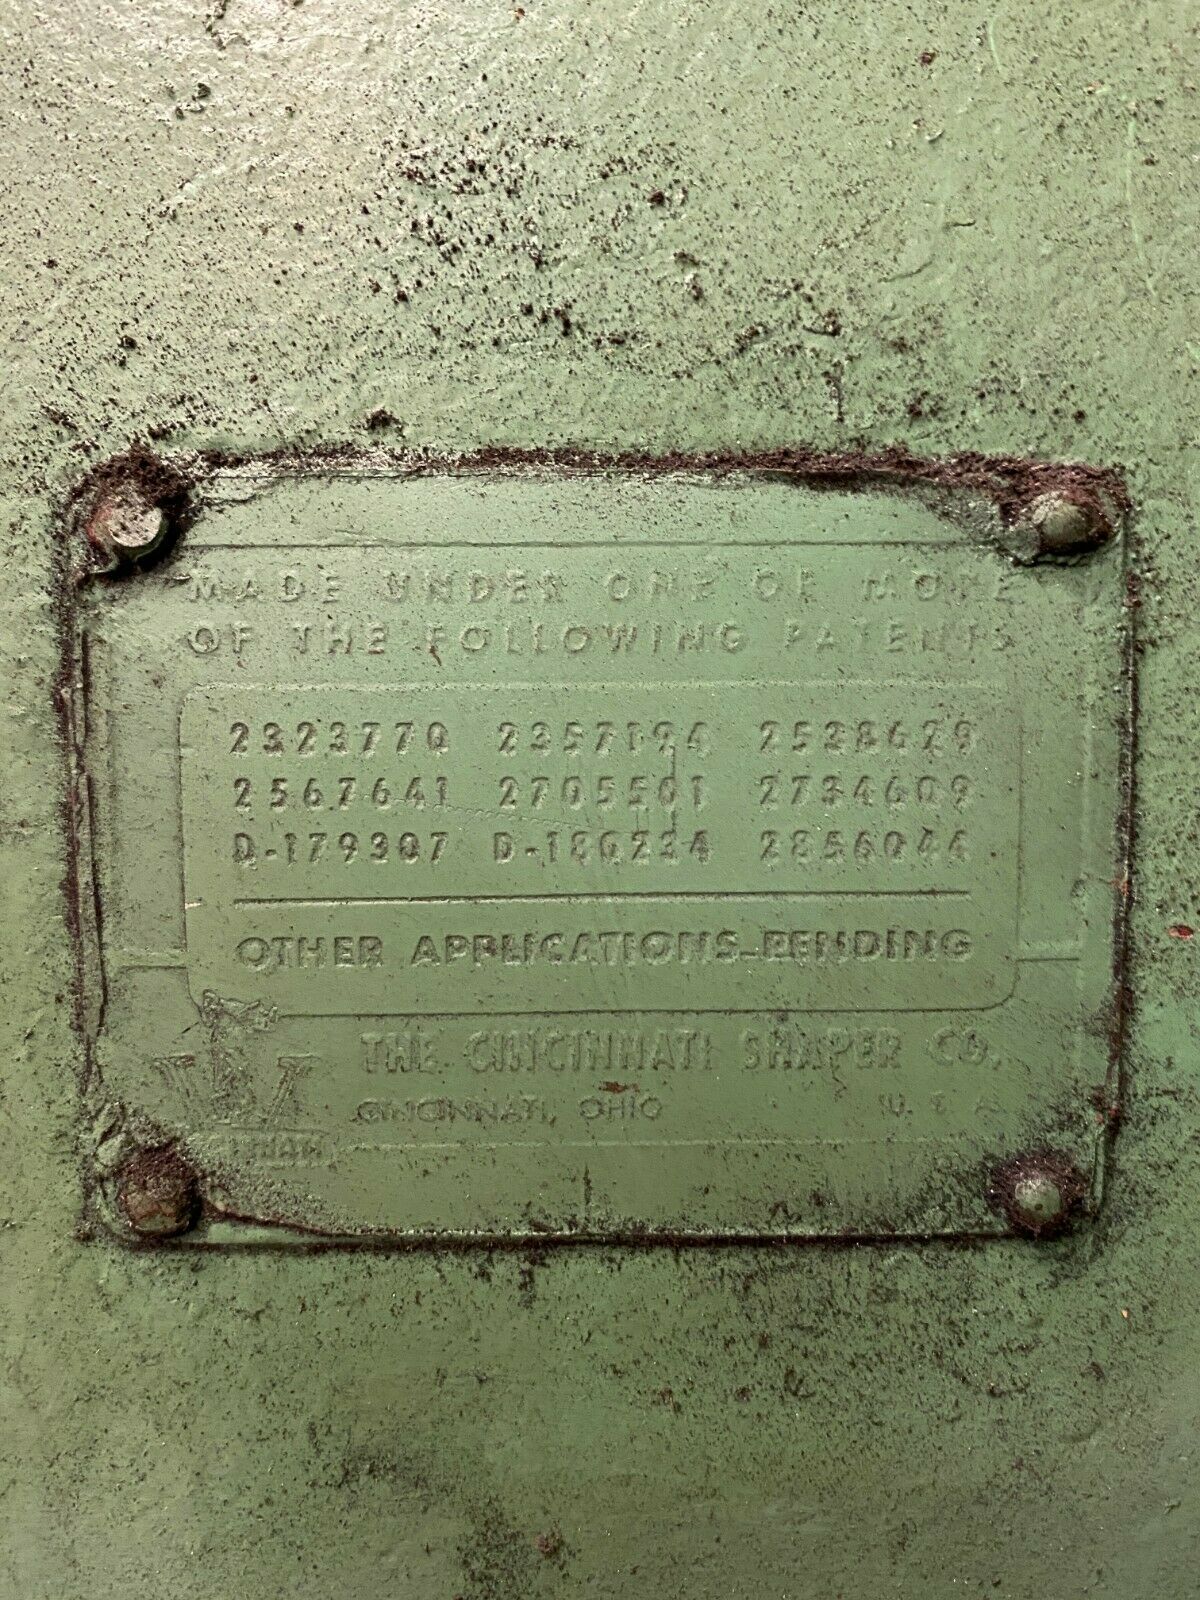 MADE UNDER ONE OR MORE
OF THE FOLLOWING PATENTS
2323770 2357194 2538679
2567641 2705501 2734609
D-179307 D-180234 2856044
OTHER APPLICATIONS PENDING
THE CINCINNATI SHAPER CO.
CINCINNATI, OHIO U. S. A.